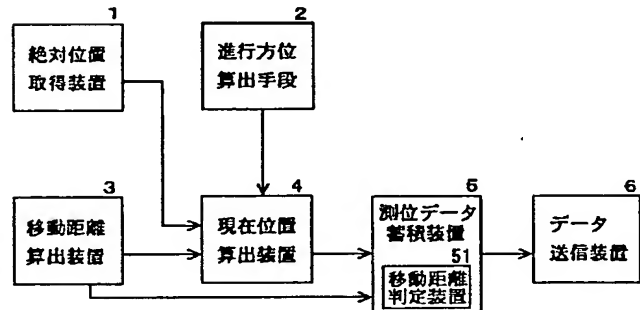 1
絶対位置
取得装置
2
進行方位
算出手段
3
移動距離
算出装置
4
現在位置
算出装置
5
測位データ
蓄積装置
51
移動距離
判定装置
6
データ
送信装置